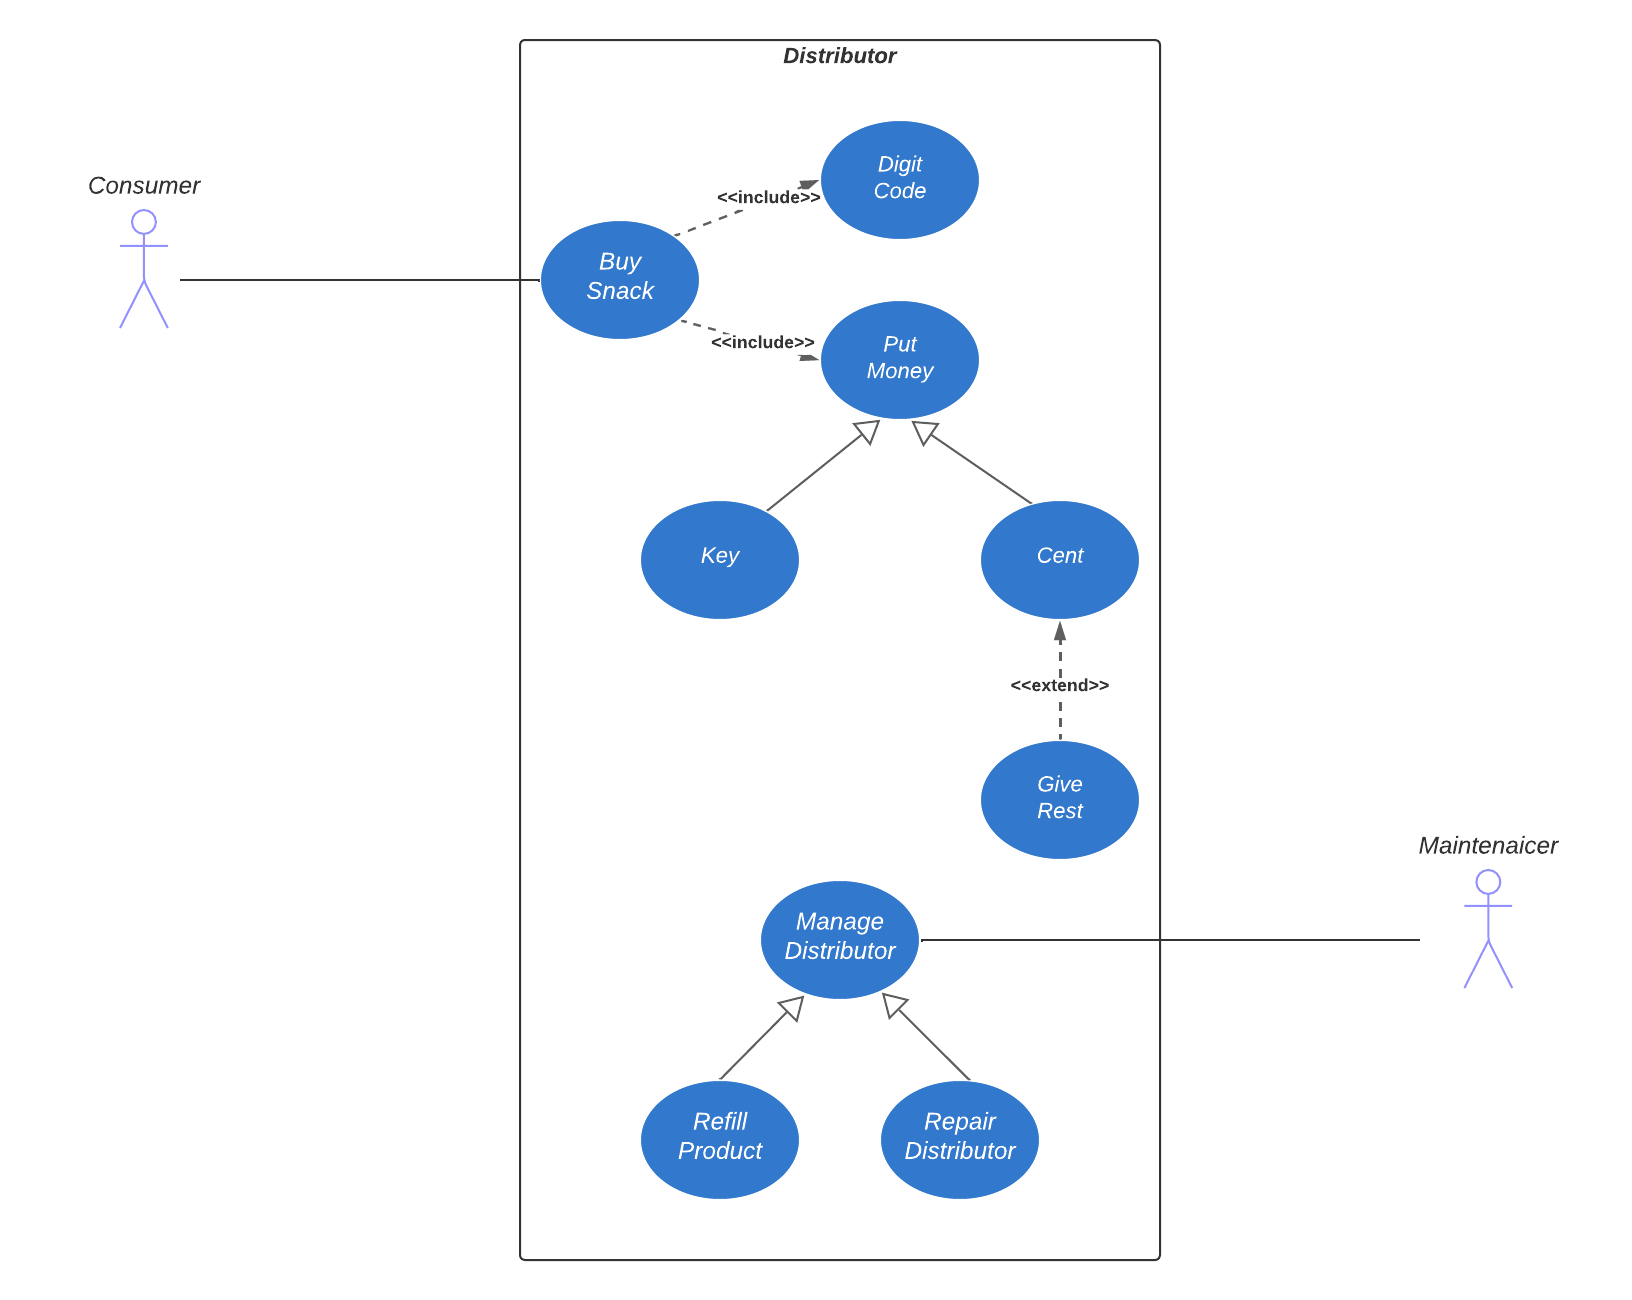 Distributor
Consumer
Digit
Code
<<include>>
Buy
Snack
<<include>>
Put
Money
Key
Cent
<<extend>>
Give
Rest
Maintenaicer
Manage
Distributor
Refill
Product
Repair
Distributor